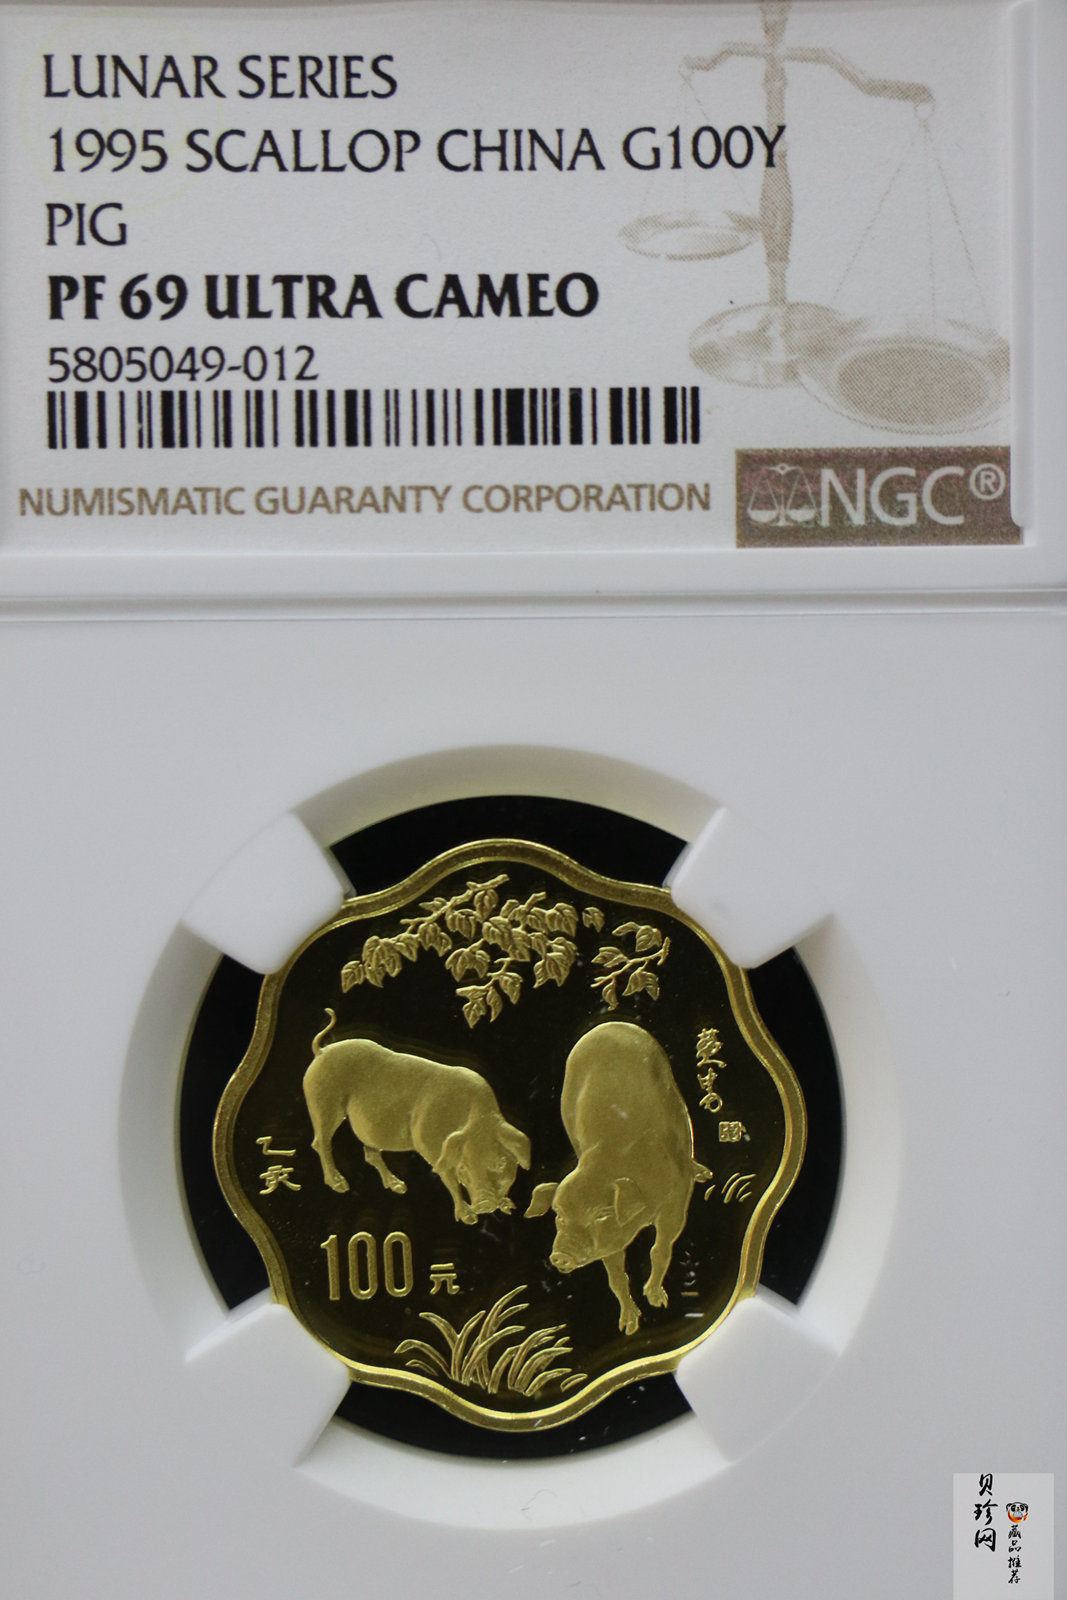 LUNAR SERIES
1995 SCALLOP CHINA G100Y
PIG
PF 69 ULTRA CAMEO
5805049-012
NUMISMATIC GUARANTY CORPORATION
NGC®
乙亥
100元
贝珍网
藏品推荐